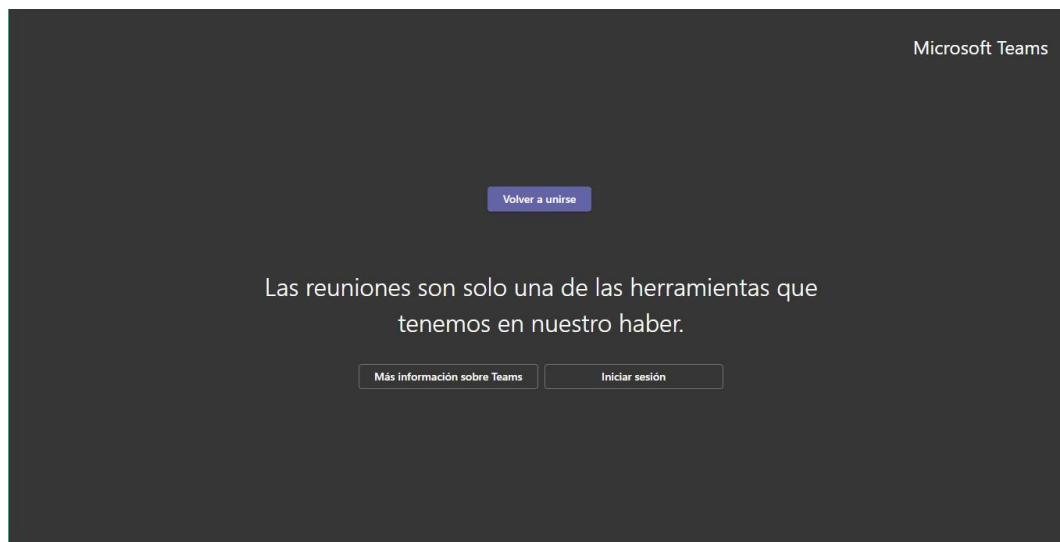 Microsoft Teams
Volver a unirse
Las reuniones son solo una de las herramientas que
tenemos en nuestro haber.
Más información sobre Teams
Iniciar sesión